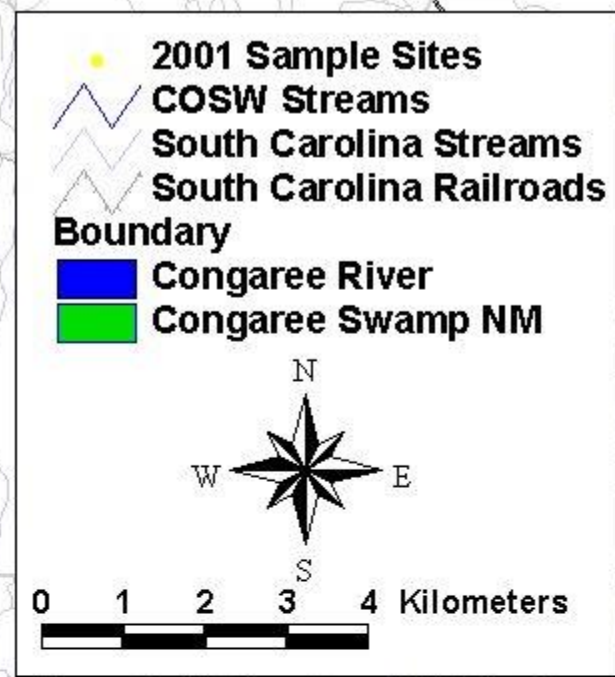 2001 Sample Sites
COSW Streams
South Carolina Streams
South Carolina Railroads
Boundary
Congaree River
Congaree Swamp NM
N
W E
S
0 1 2 3 4 Kilometers